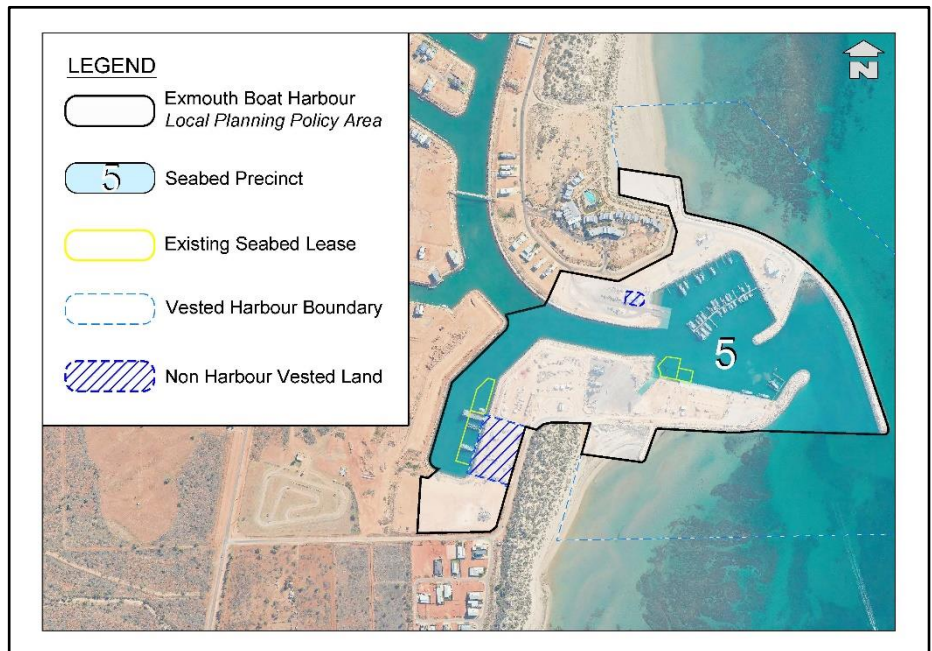 LEGEND
Exmouth Boat Harbour
Local Planning Policy Area
5
Seabed Precinct
Existing Seabed Lease
Vested Harbour Boundary
Non Harbour Vested Land
N
5